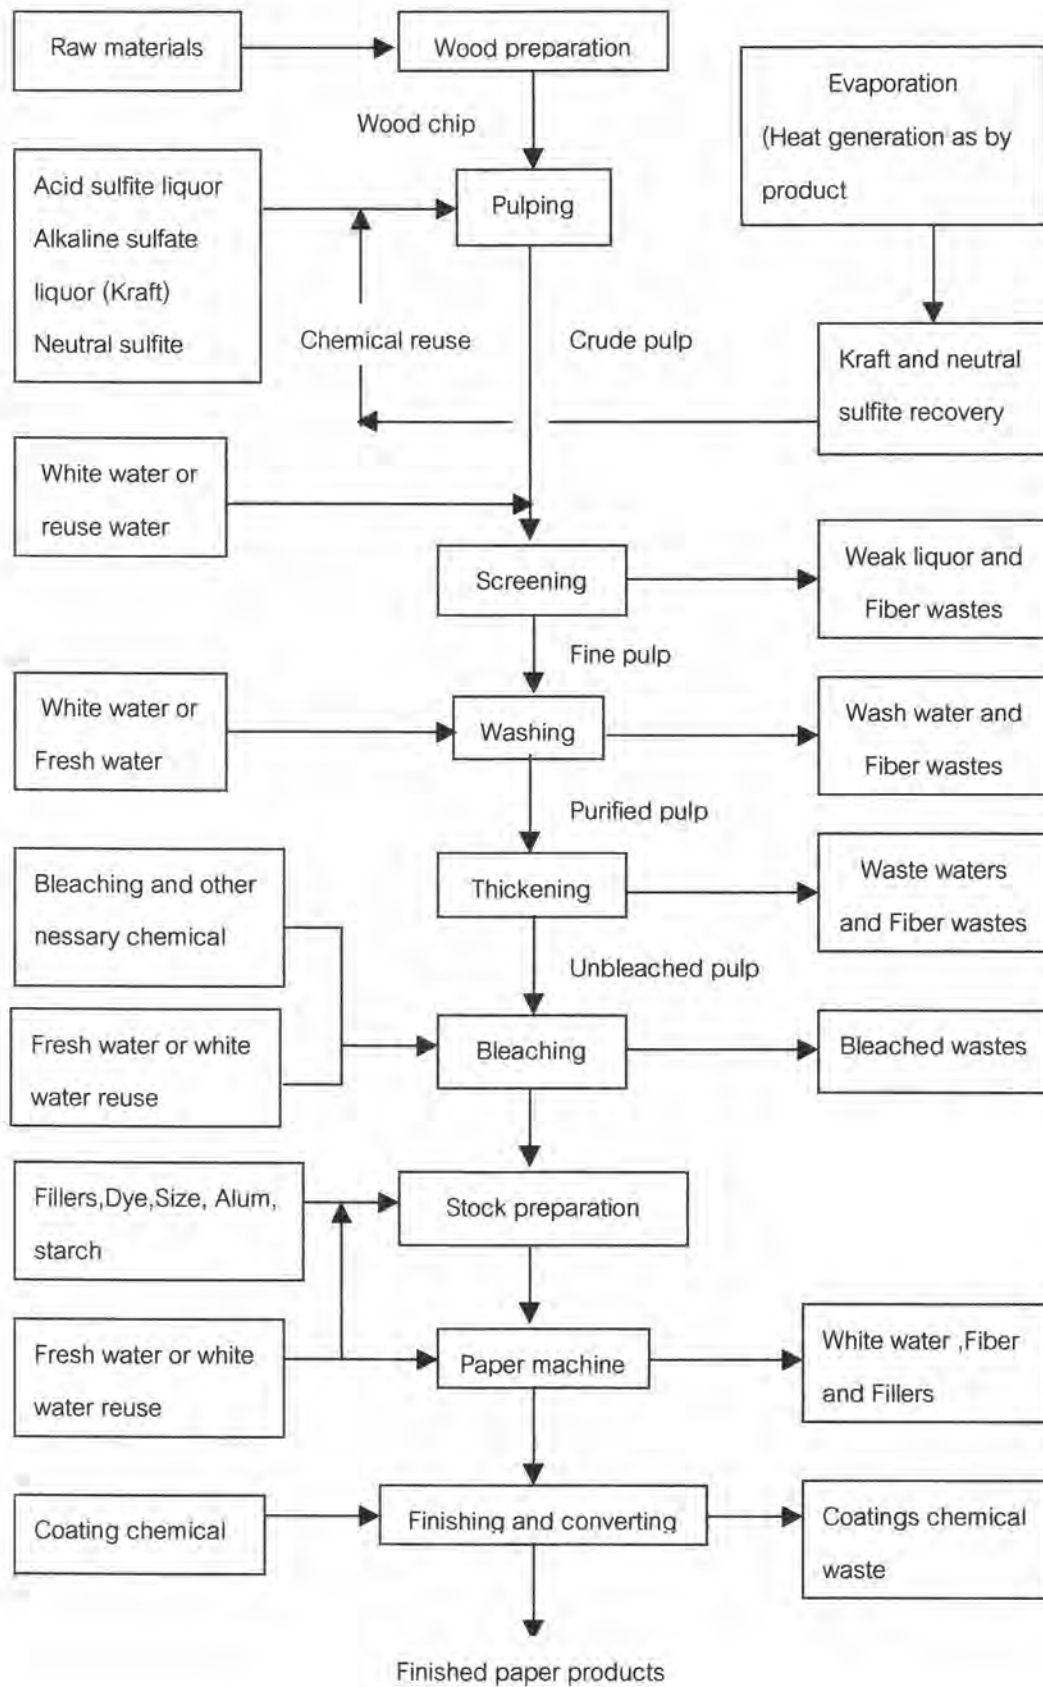 Raw materials
Wood preparation
Evaporation
(Heat generation as by
product
Wood chip
Acid sulfite liquor
Alkaline sulfate
liquor (Kraft)
Neutral sulfite
Pulping
Chemical reuse
Crude pulp
Kraft and neutral
sulfite recovery
White water or
reuse water
Screening
Weak liquor and
Fiber wastes
Fine pulp
White water or
Fresh water
Washing
Wash water and
Fiber wastes
Purified pulp
Bleaching and other
nessary chemical
Thickening
Waste waters
and Fiber wastes
Unbleached pulp
Fresh water or white
water reuse
Bleaching
Bleached wastes
Fillers,Dye,Size, Alum,
starch
Stock preparation
Fresh water or white
water reuse
Paper machine
White water ,Fiber
and Fillers
Coating chemical
Finishing and converting
Coatings chemical
waste
Finished paper products